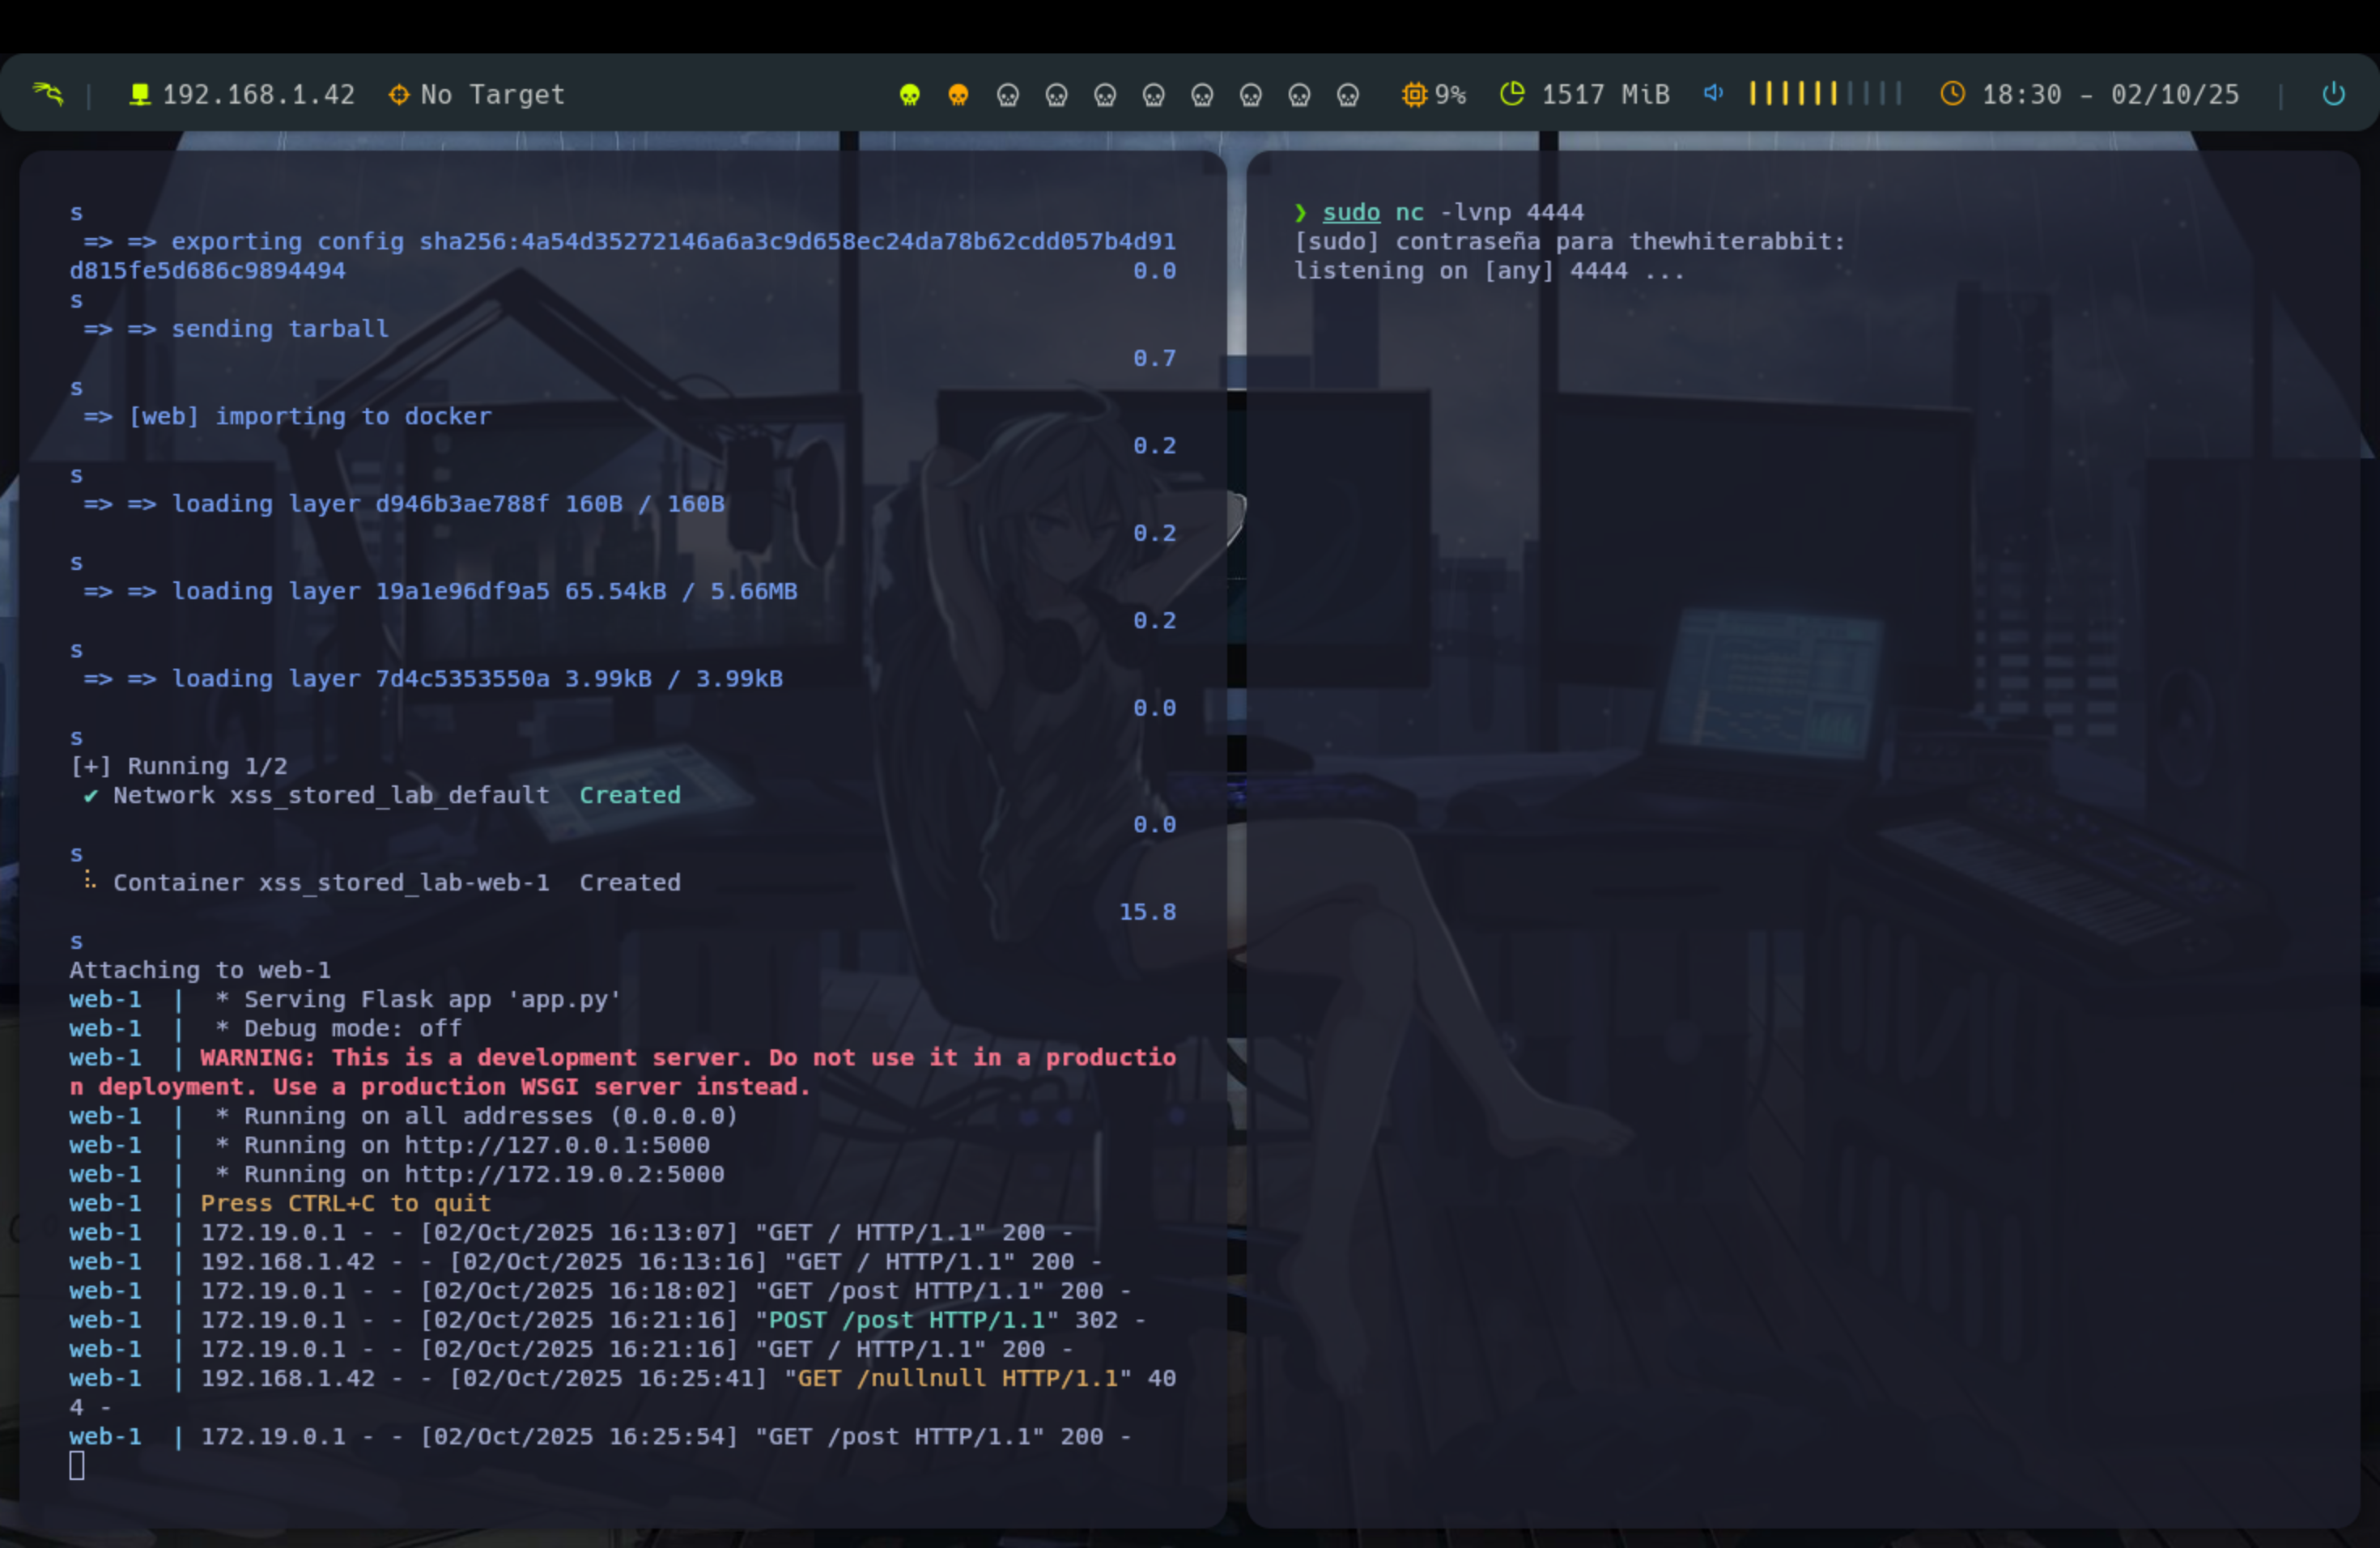 192.168.1.42 No Target 9% 1517 MiB 18:30 - 02/10/25
s
=> => exporting config sha256:4a54d35272146a6a3c9d658ec24da78b62cdd057b4d91
d815fe5d686c9894494 0.0
s
=> => sending tarball
0.7
s
=> [web] importing to docker
0.2
s
=> => loading layer d946b3ae788f 160B / 160B
0.2
s
=> => loading layer 19a1e96df9a5 65.54kB / 5.66MB
0.2
s
=> => loading layer 7d4c5353550a 3.99kB / 3.99kB
0.0
s
[+] Running 1/2
✔ Network xss_stored_lab_default Created
0.0
s
⠧ Container xss_stored_lab-web-1 Created
15.8
s
Attaching to web-1
web-1 | * Serving Flask app 'app.py'
web-1 | * Debug mode: off
web-1 | WARNING: This is a development server. Do not use it in a productio
n deployment. Use a production WSGI server instead.
web-1 | * Running on all addresses (0.0.0.0)
web-1 | * Running on http://127.0.0.1:5000
web-1 | * Running on http://172.19.0.2:5000
web-1 | Press CTRL+C to quit
web-1 | 172.19.0.1 - - [02/Oct/2025 16:13:07] "GET / HTTP/1.1" 200 -
web-1 | 192.168.1.42 - - [02/Oct/2025 16:13:16] "GET / HTTP/1.1" 200 -
web-1 | 172.19.0.1 - - [02/Oct/2025 16:18:02] "GET /post HTTP/1.1" 200 -
web-1 | 172.19.0.1 - - [02/Oct/2025 16:21:16] "POST /post HTTP/1.1" 302 -
web-1 | 172.19.0.1 - - [02/Oct/2025 16:21:16] "GET / HTTP/1.1" 200 -
web-1 | 192.168.1.42 - - [02/Oct/2025 16:25:41] "GET /nullnull HTTP/1.1" 40
4 -
web-1 | 172.19.0.1 - - [02/Oct/2025 16:25:54] "GET /post HTTP/1.1" 200 -
❯ sudo nc -lvnp 4444
[sudo] contraseña para thewhiterabbit:
listening on [any] 4444 ...